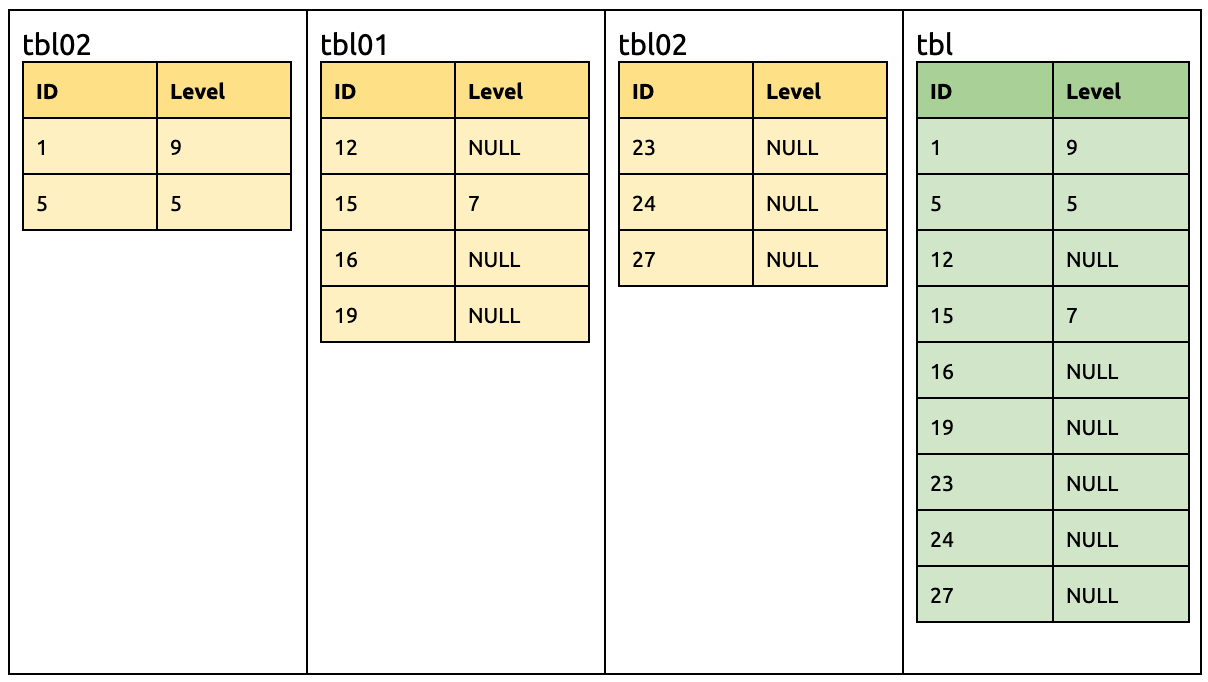 tbl02
ID Level
1 9
5 5
tbl01
ID Level
12 NULL
15 7
16 NULL
19 NULL
tbl02
ID Level
23 NULL
24 NULL
27 NULL
tbl
ID Level
1 9
5 5
12 NULL
15 7
16 NULL
19 NULL
23 NULL
24 NULL
27 NULL